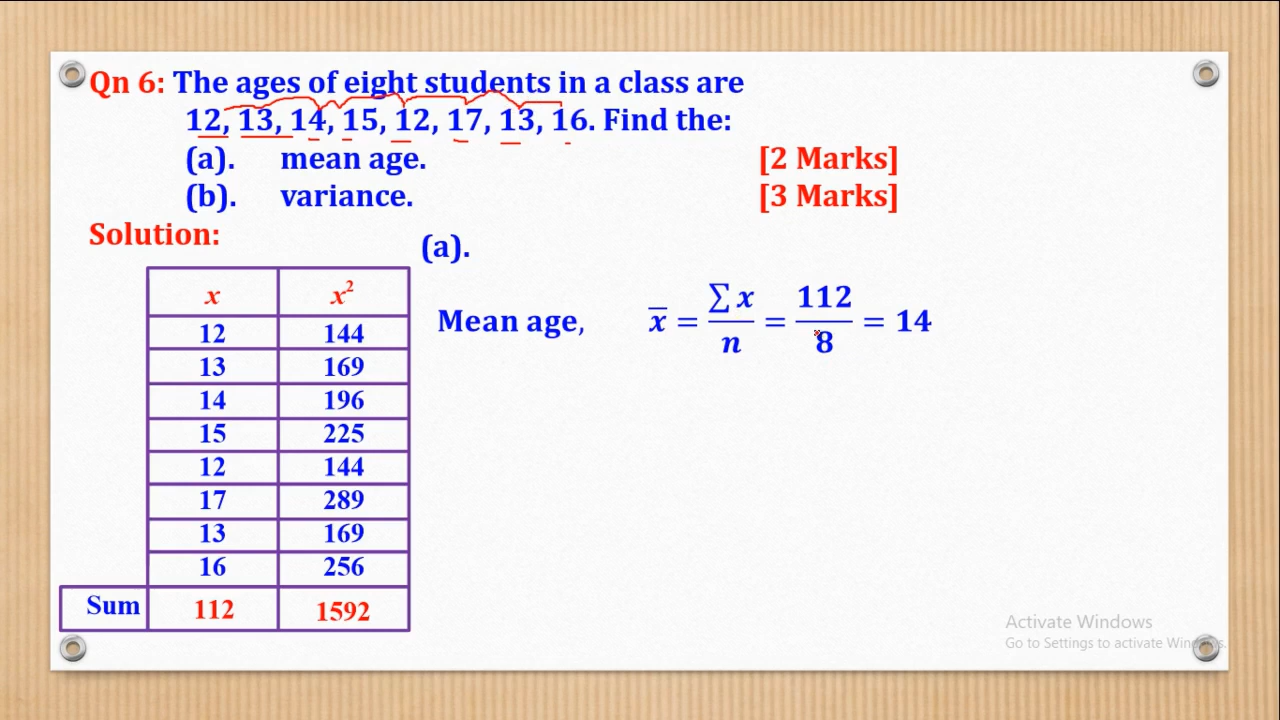 Qn 6: The ages of eight students in a class are
12, 13, 14, 15, 12, 17, 13, 16. Find the:
(a). mean age. [2 Marks]
(b). variance. [3 Marks]
Solution:
(a).
x x²
12 144
13 169
14 196
15 225
12 144
17 289
13 169
16 256
Sum 112 1592
Mean age, x̅ = ∑x/n = 112/8 = 14
Activate Windows
Go to Settings to activate Windows.